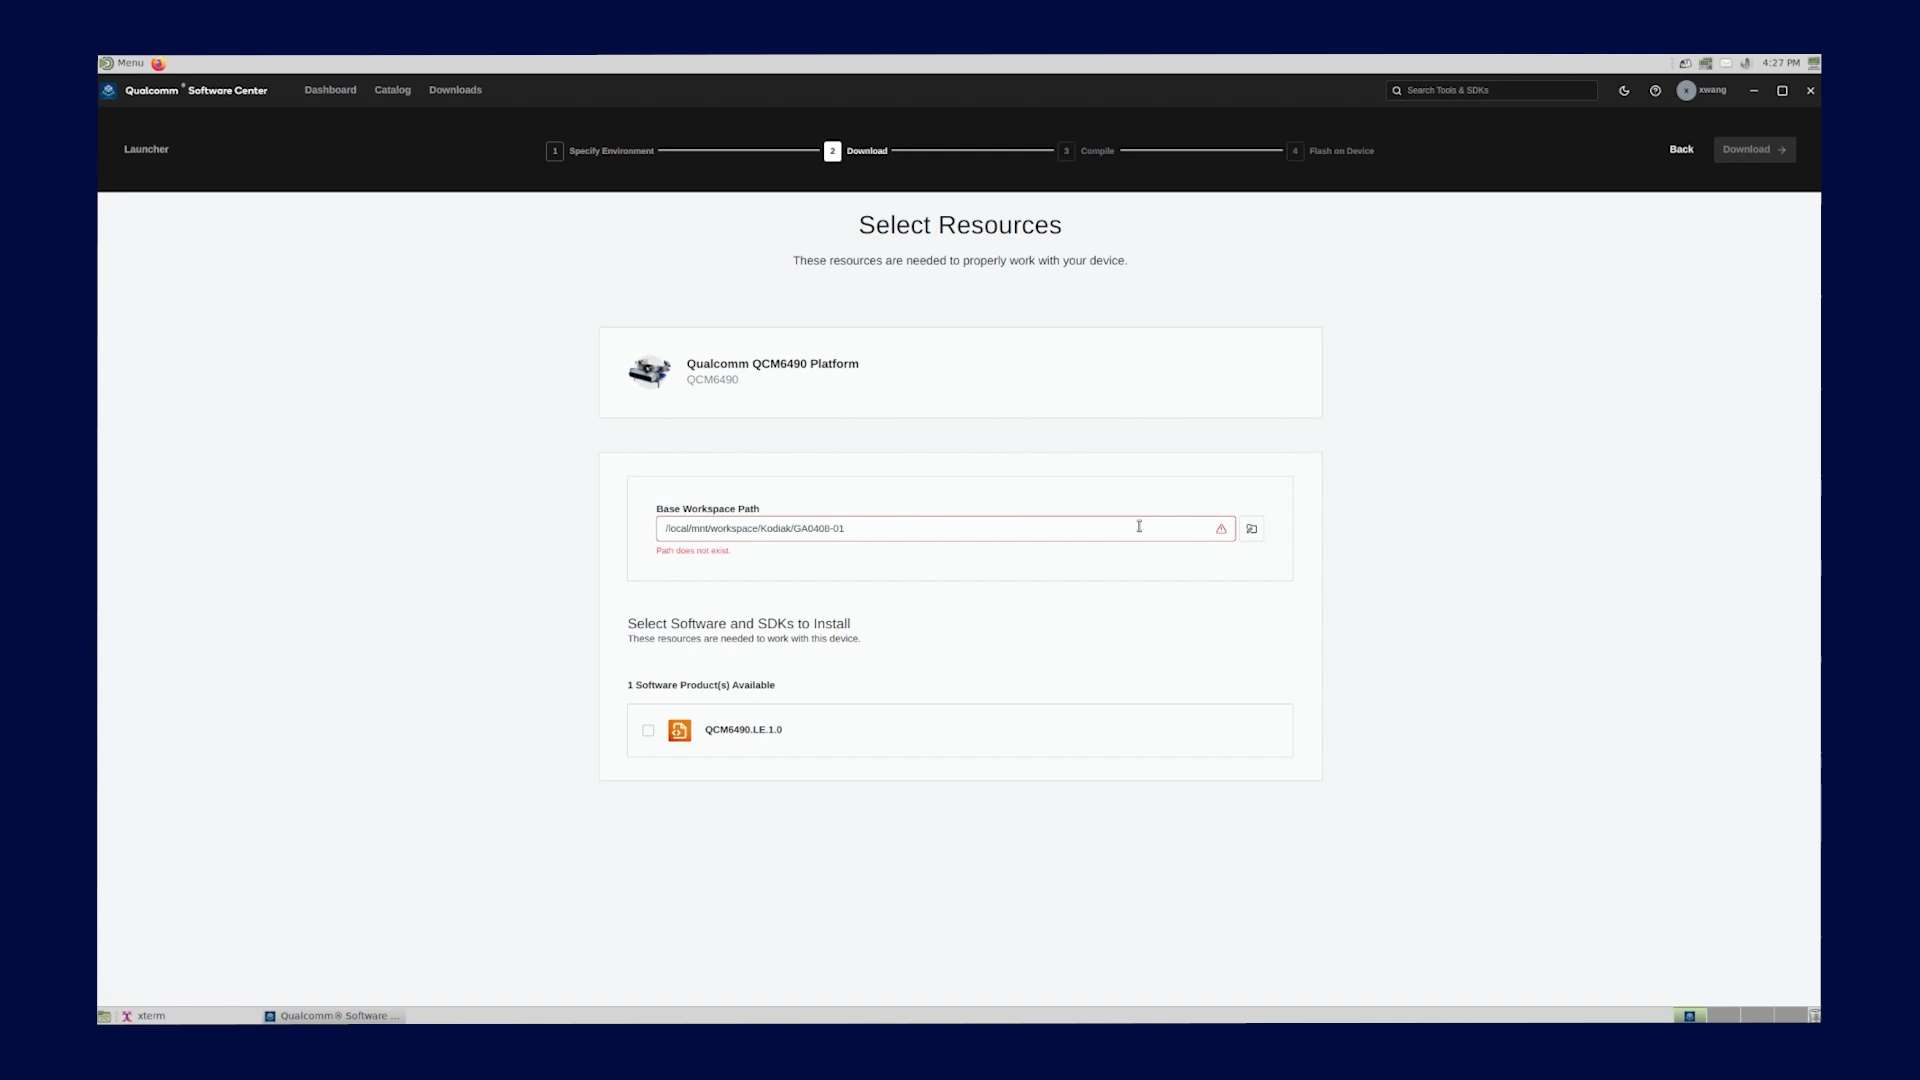 Menu
4:27 PM
Qualcomm® Software Center
Dashboard
Catalog
Downloads
Search Tools & SDKs
x
xwang
Launcher
1 Specify Environment
2 Download
3 Compile
4 Flash on Device
Back
Download →
Select Resources
These resources are needed to properly work with your device.
Qualcomm QCM6490 Platform
QCM6490
Base Workspace Path
/local/mnt/workspace/Kodiak/GA0408-01
Path does not exist.
Select Software and SDKs to Install
These resources are needed to work with this device.
1 Software Product(s) Available
QCM6490.LE.1.0
xterm
Qualcomm® Software ...